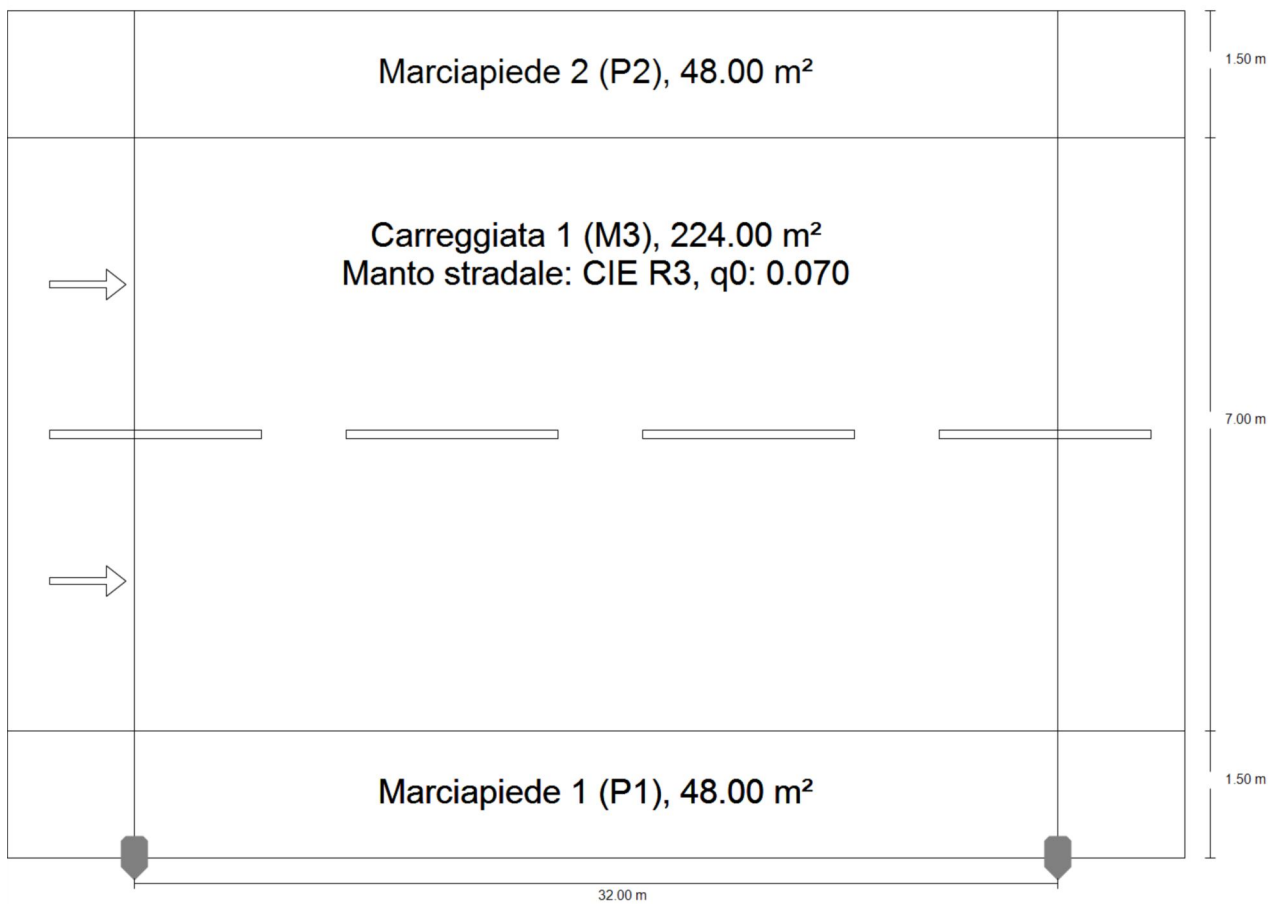 Marciapiede 2 (P2), 48.00 m²
1.50 m
Carreggiata 1 (M3), 224.00 m²
Manto stradale: CIE R3, q0: 0.070
7.00 m
Marciapiede 1 (P1), 48.00 m²
1.50 m
32.00 m